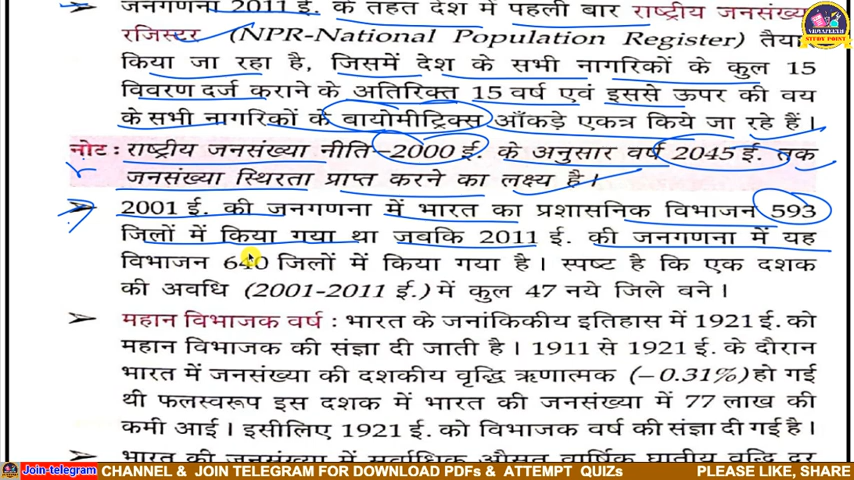 जनगणना 2011 ई. के तहत देश में पहली बार राष्ट्रीय जनसंख्या
रजिस्टर (NPR-National Population Register) तैया
किया जा रहा है, जिसमें देश के सभी नागरिकों के कुल 15
विवरण दर्ज कराने के अतिरिक्त 15 वर्ष एवं इससे ऊपर की वय
के सभी नागरिकों के बायोमीट्रिक्स आँकड़े एकत्र किये जा रहे हैं।
नोट: राष्ट्रीय जनसंख्या नीति-2000 ई. के अनुसार वर्ष 2045 ई. तक
जनसंख्या स्थिरता प्राप्त करने का लक्ष्य है।
➢ 2001 ई. की जनगणना में भारत का प्रशासनिक विभाजन 593
जिलों में किया गया था जबकि 2011 ई. की जनगणना में यह
विभाजन 640 जिलों में किया गया है। स्पष्ट है कि एक दशक
की अवधि (2001-2011 ई.) में कुल 47 नये जिले बने।
➢ महान विभाजक वर्ष : भारत के जनांकिकीय इतिहास में 1921 ई. को
महान विभाजक की संज्ञा दी जाती है। 1911 से 1921 ई. के दौरान
भारत में जनसंख्या की दशकीय वृद्धि ऋणात्मक (−0.31%) हो गई
थी फलस्वरूप इस दशक में भारत की जनसंख्या में 77 लाख की
कमी आई। इसीलिए 1921 ई. को विभाजक वर्ष की संज्ञा दी गई है।
➢ भारत की जनसंख्या में सर्वाधिक औसत वार्षिक घातीय वृद्धि दर
VIDYAPEETH
STUDY POINT
Join-telegram CHANNEL & JOIN TELEGRAM FOR DOWNLOAD PDFs & ATTEMPT QUIZs PLEASE LIKE, SHARE